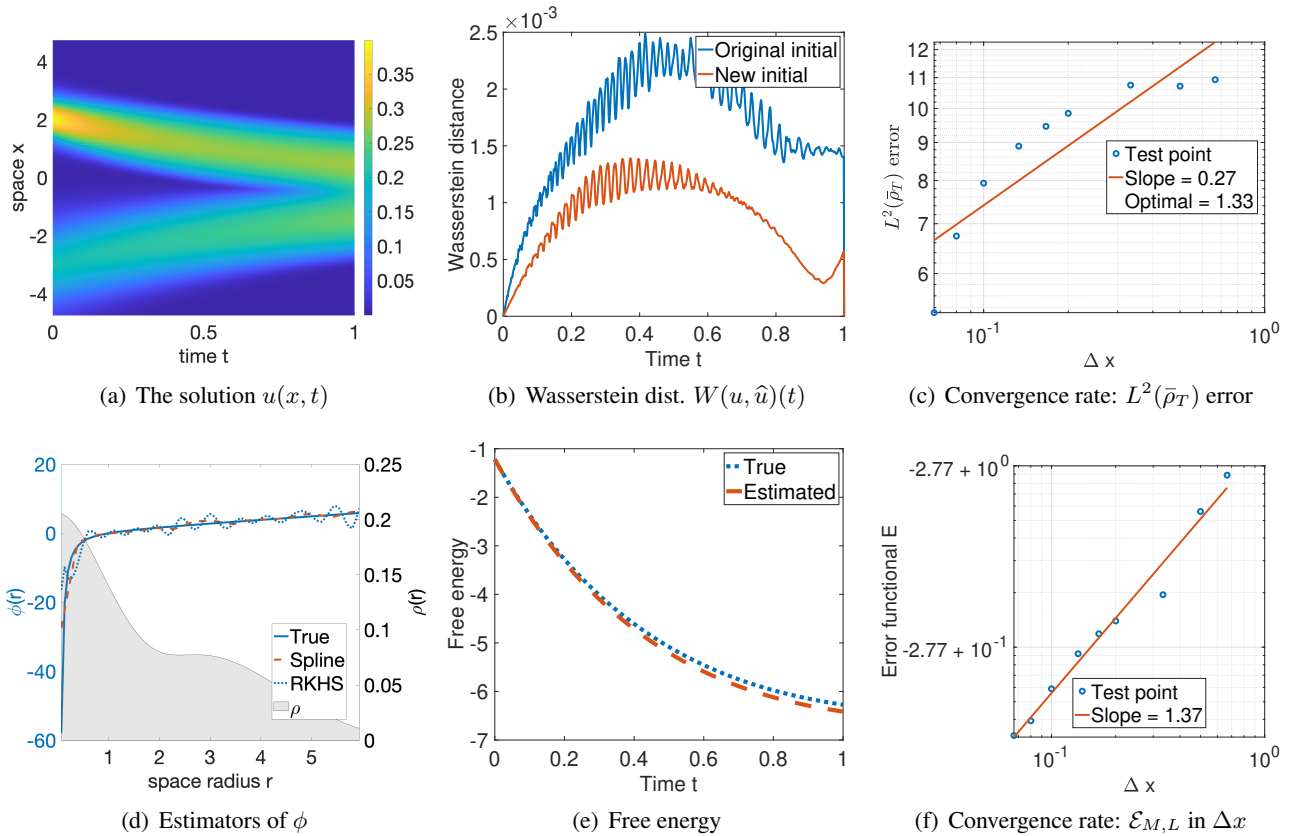 4
2
0
-2
-4
space x
0
0.5
1
time t
0.35
0.30
0.25
0.20
0.15
0.10
0.05
(a) The solution u(x, t)
×10⁻³
2.5
2
1.5
1
0.5
0
Wasserstein distance
Original initial
New initial
0
0.2
0.4
0.6
0.8
1
Time t
(b) Wasserstein dist. W(u, û)(t)
12
11
10
9
8
7
6
L²(ρ̄_T) error
Test point
Slope = 0.27
Optimal = 1.33
10⁻¹
10⁰
Δ x
(c) Convergence rate: L²(ρ̄_T) error
20
0
-20
-40
-60
ϕ(r)
0.25
0.2
0.15
0.1
0.05
0
ρ(r)
True
Spline
RKHS
ρ
1
2
3
4
5
space radius r
(d) Estimators of ϕ
-1
-2
-3
-4
-5
-6
-7
Free energy
True
Estimated
0
0.2
0.4
0.6
0.8
1
Time t
(e) Free energy
-2.77 + 10⁰
-2.77 + 10⁻¹
Error functional E
Test point
Slope = 1.37
10⁻¹
10⁰
Δ x
(f) Convergence rate: ℰ_{M,L} in Δx